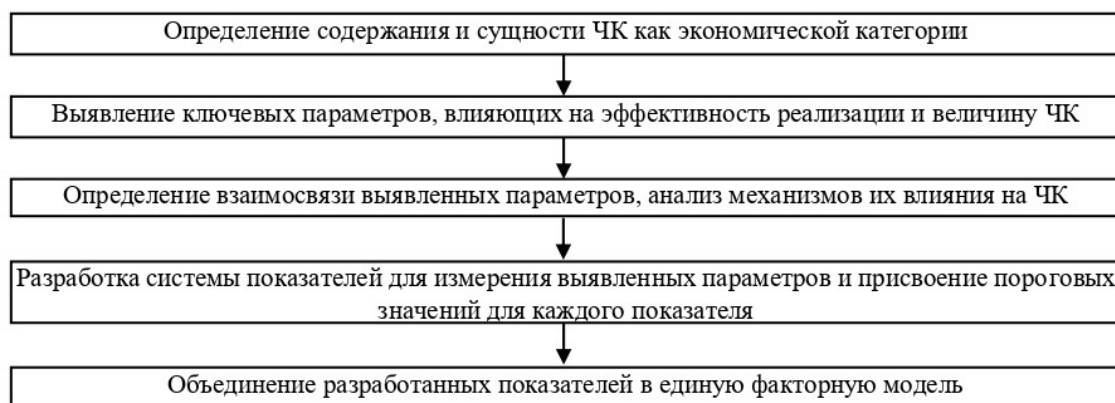 Определение содержания и сущности ЧК как экономической категории
Выявление ключевых параметров, влияющих на эффективность реализации и величину ЧК
Определение взаимосвязи выявленных параметров, анализ механизмов их влияния на ЧК
Разработка системы показателей для измерения выявленных параметров и присвоение пороговых
значений для каждого показателя
Объединение разработанных показателей в единую факторную модель